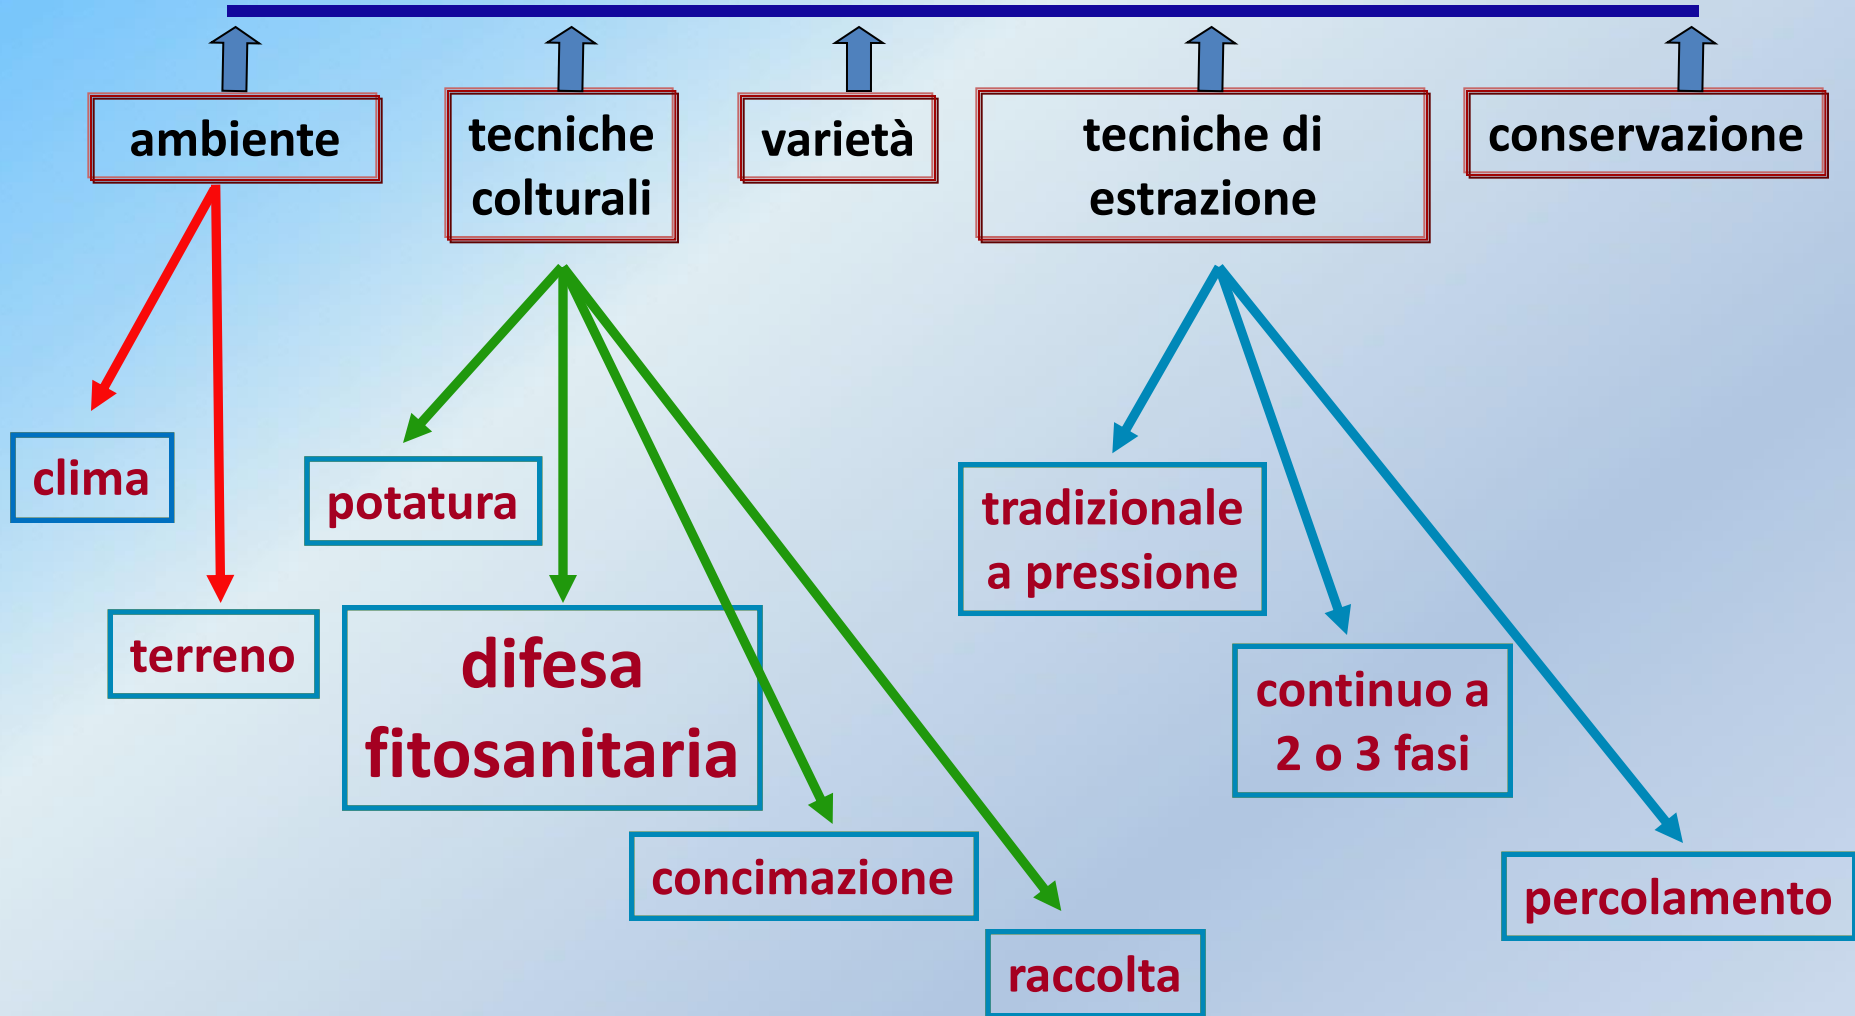 ambiente
tecniche
colturali
varietà
tecniche di
estrazione
conservazione
clima
terreno
potatura
difesa
fitosanitaria
concimazione
raccolta
tradizionale
a pressione
continuo a
2 o 3 fasi
percolamento